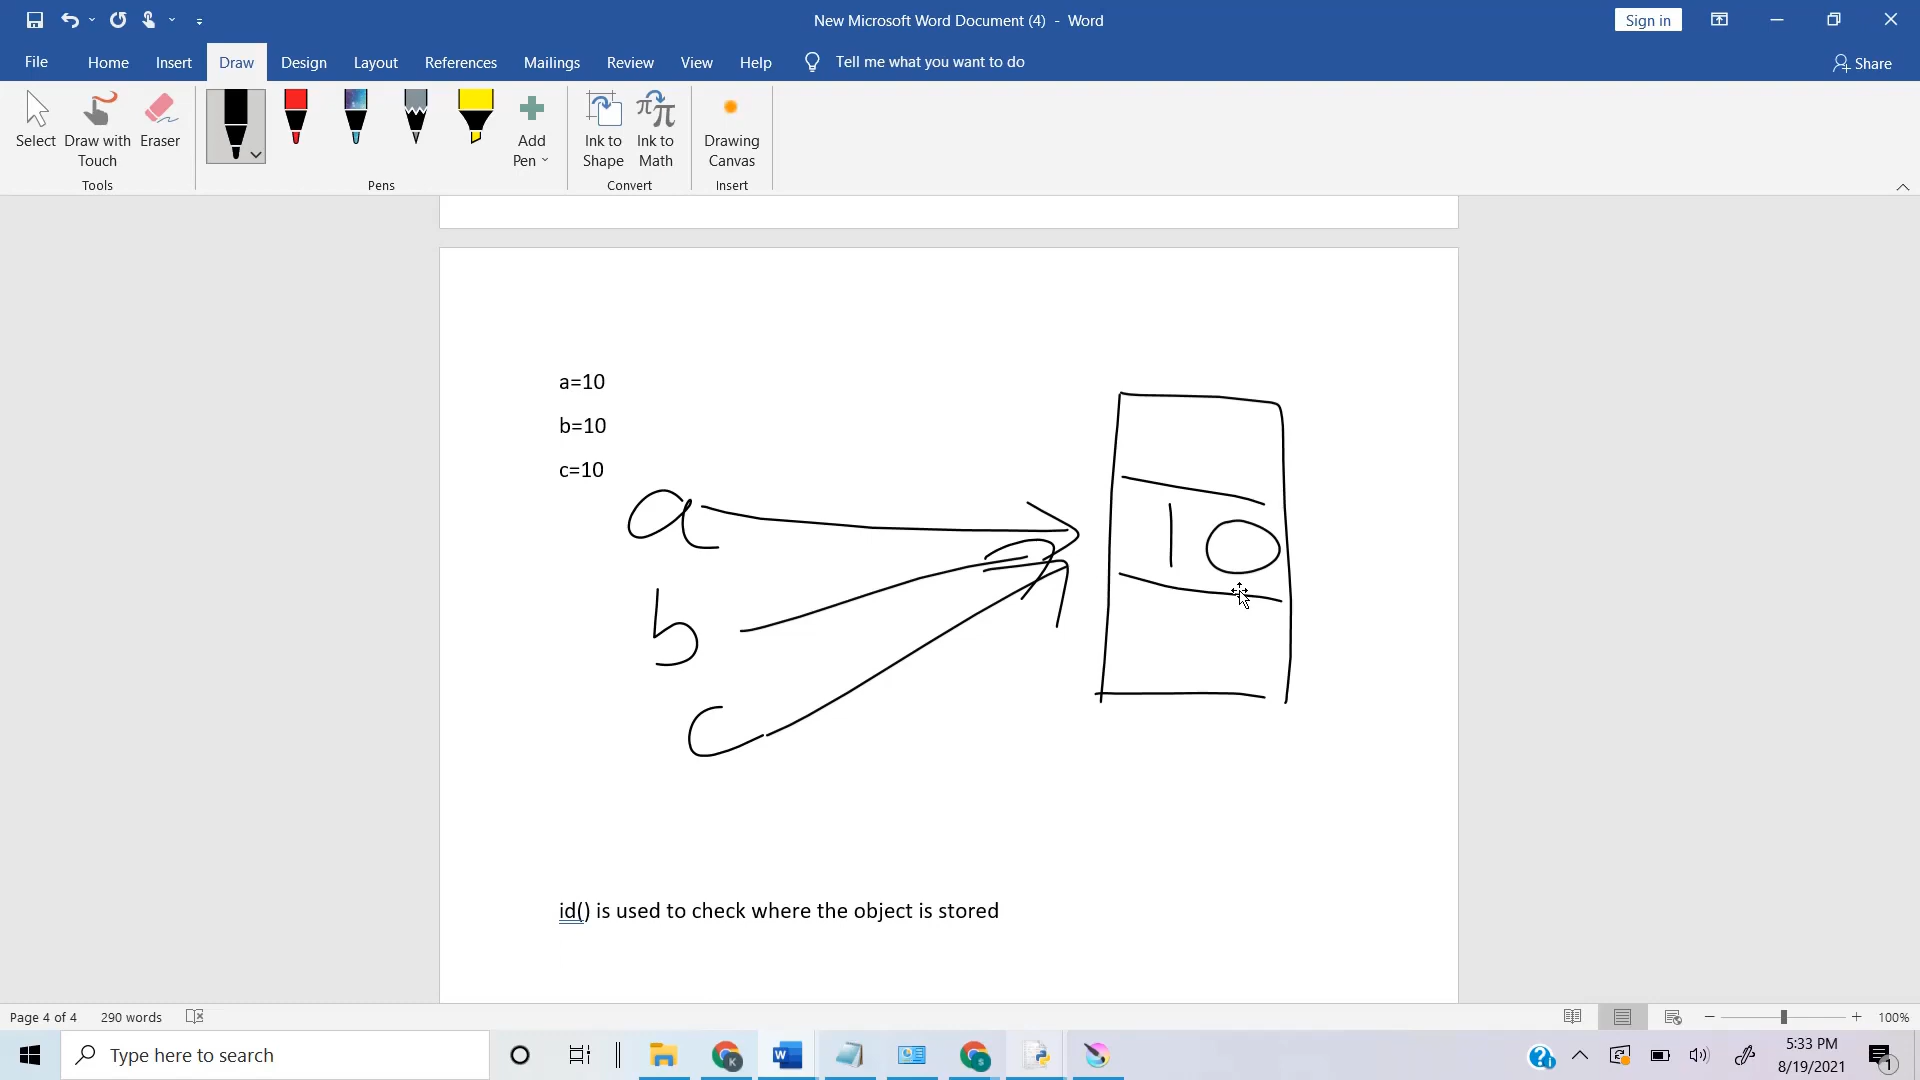 New Microsoft Word Document (4) - Word
Sign in
File Home Insert Draw Design Layout References Mailings Review View Help Tell me what you want to do
Share
Select
Draw with Touch
Eraser
Add Pen
Ink to Shape
Ink to Math
Drawing Canvas
Tools
Pens
Convert
Insert
a=10
b=10
c=10
a
b
c
10
id() is used to check where the object is stored
Page 4 of 4 290 words
100%
Type here to search
5:33 PM
8/19/2021
1